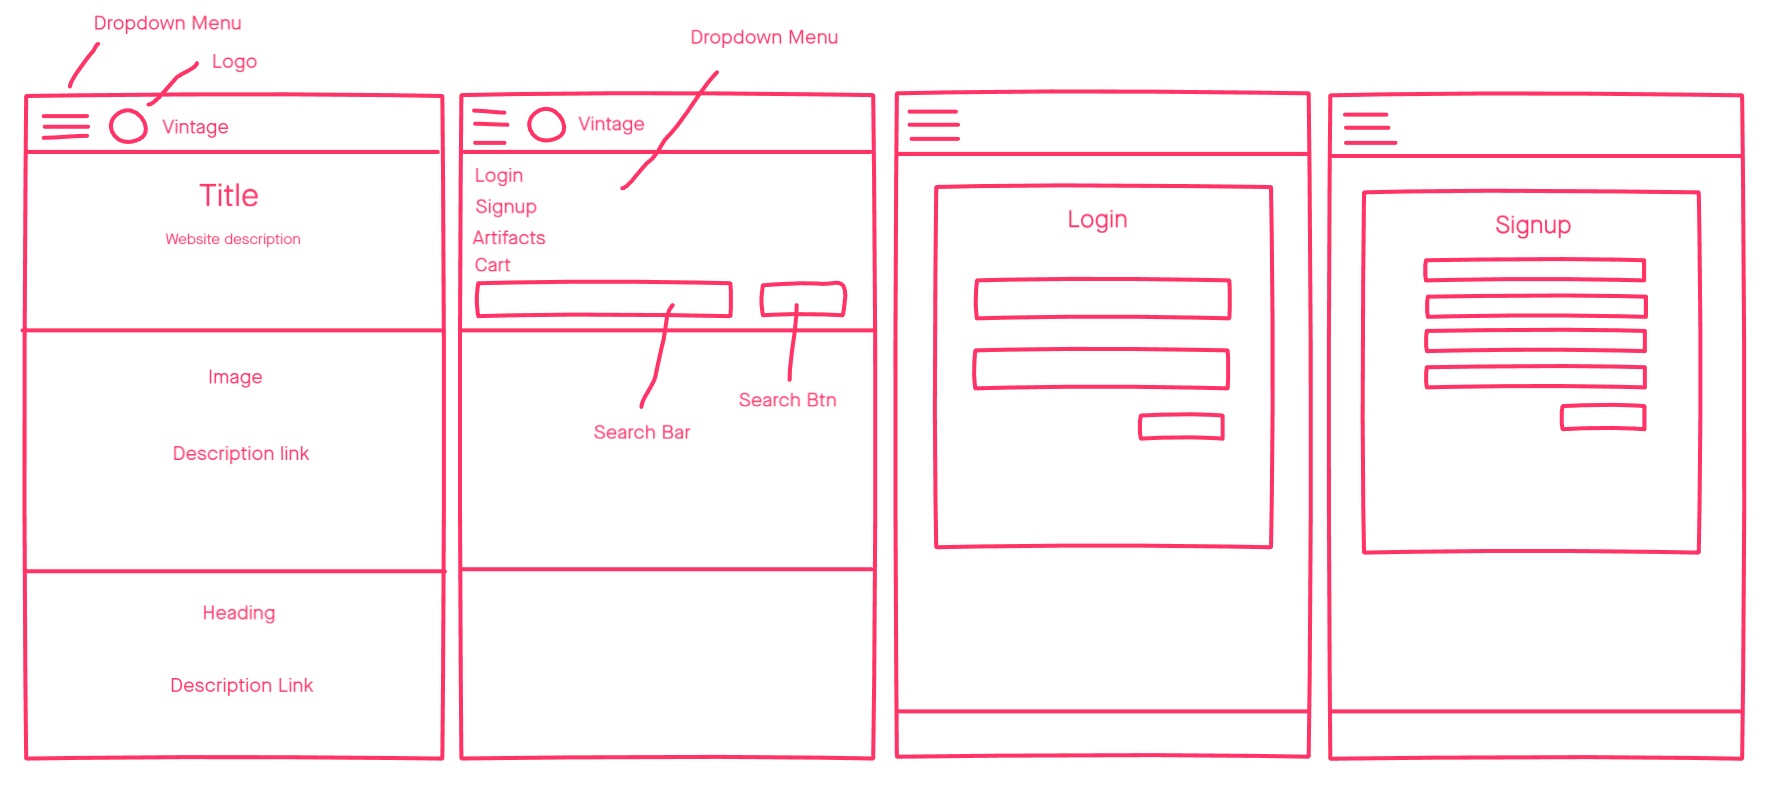 Dropdown Menu
Logo
Vintage
Title
Website description
Image
Description link
Heading
Description Link
Dropdown Menu
Vintage
Login
Signup
Artifacts
Cart
Search Btn
Search Bar
Login
Signup